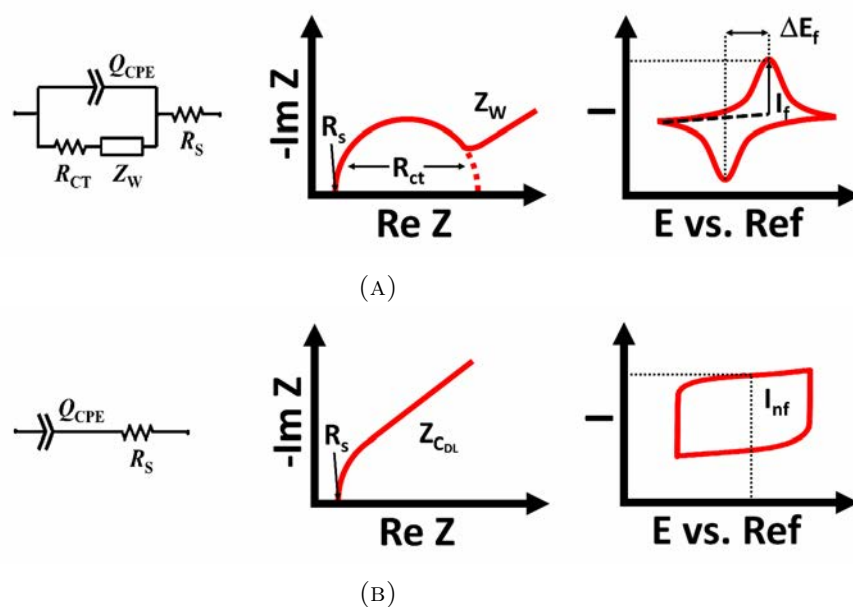 Q_CPE
R_CT
Z_W
R_S
-Im Z
R_s
R_ct
Z_W
Re Z
I
ΔE_f
I_f
E vs. Ref
(A)
Q_CPE
R_S
-Im Z
R_s
Z_C_DL
Re Z
I
I_nf
E vs. Ref
(B)